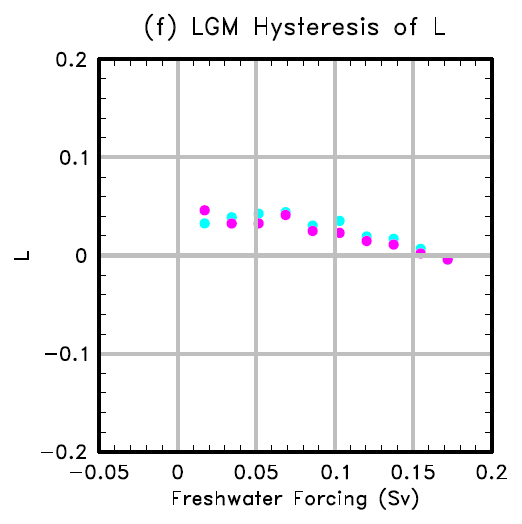 (f) LGM Hysteresis of L
0.2
0.1
0
−0.1
−0.2
L
−0.05 0 0.05 0.1 0.15 0.2
Freshwater Forcing (Sv)